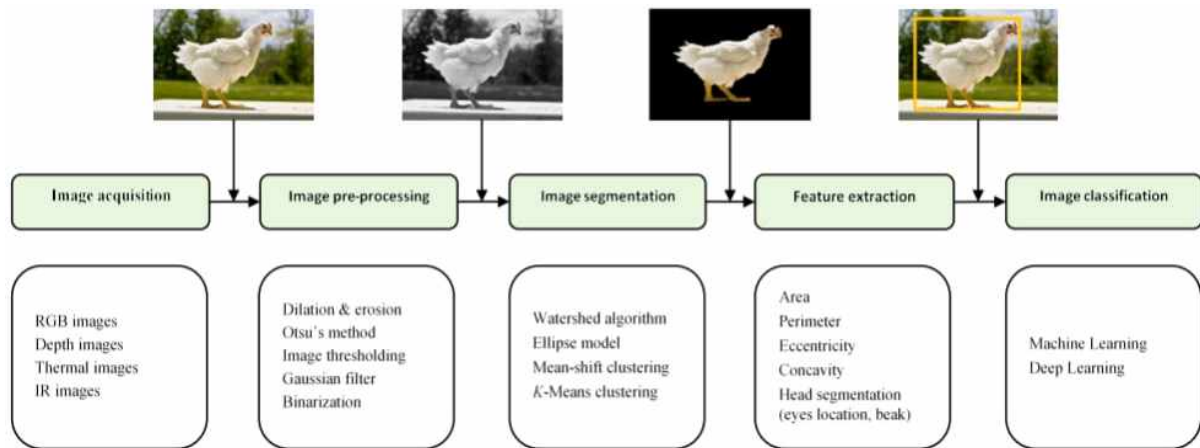 Image acquisition
Image pre-processing
Image segmentation
Feature extraction
Image classification
RGB images
Depth images
Thermal images
IR images
Dilation & erosion
Otsu's method
Image thresholding
Gaussian filter
Binarization
Watershed algorithm
Ellipse model
Mean-shift clustering
K-Means clustering
Area
Perimeter
Eccentricity
Concavity
Head segmentation
(eyes location, beak)
Machine Learning
Deep Learning